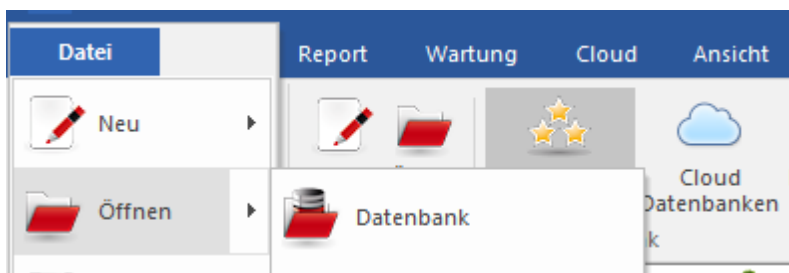 Datei Report Wartung Cloud Ansicht
Neu
Öffnen
Datenbank
Cloud
Datenbanken
k